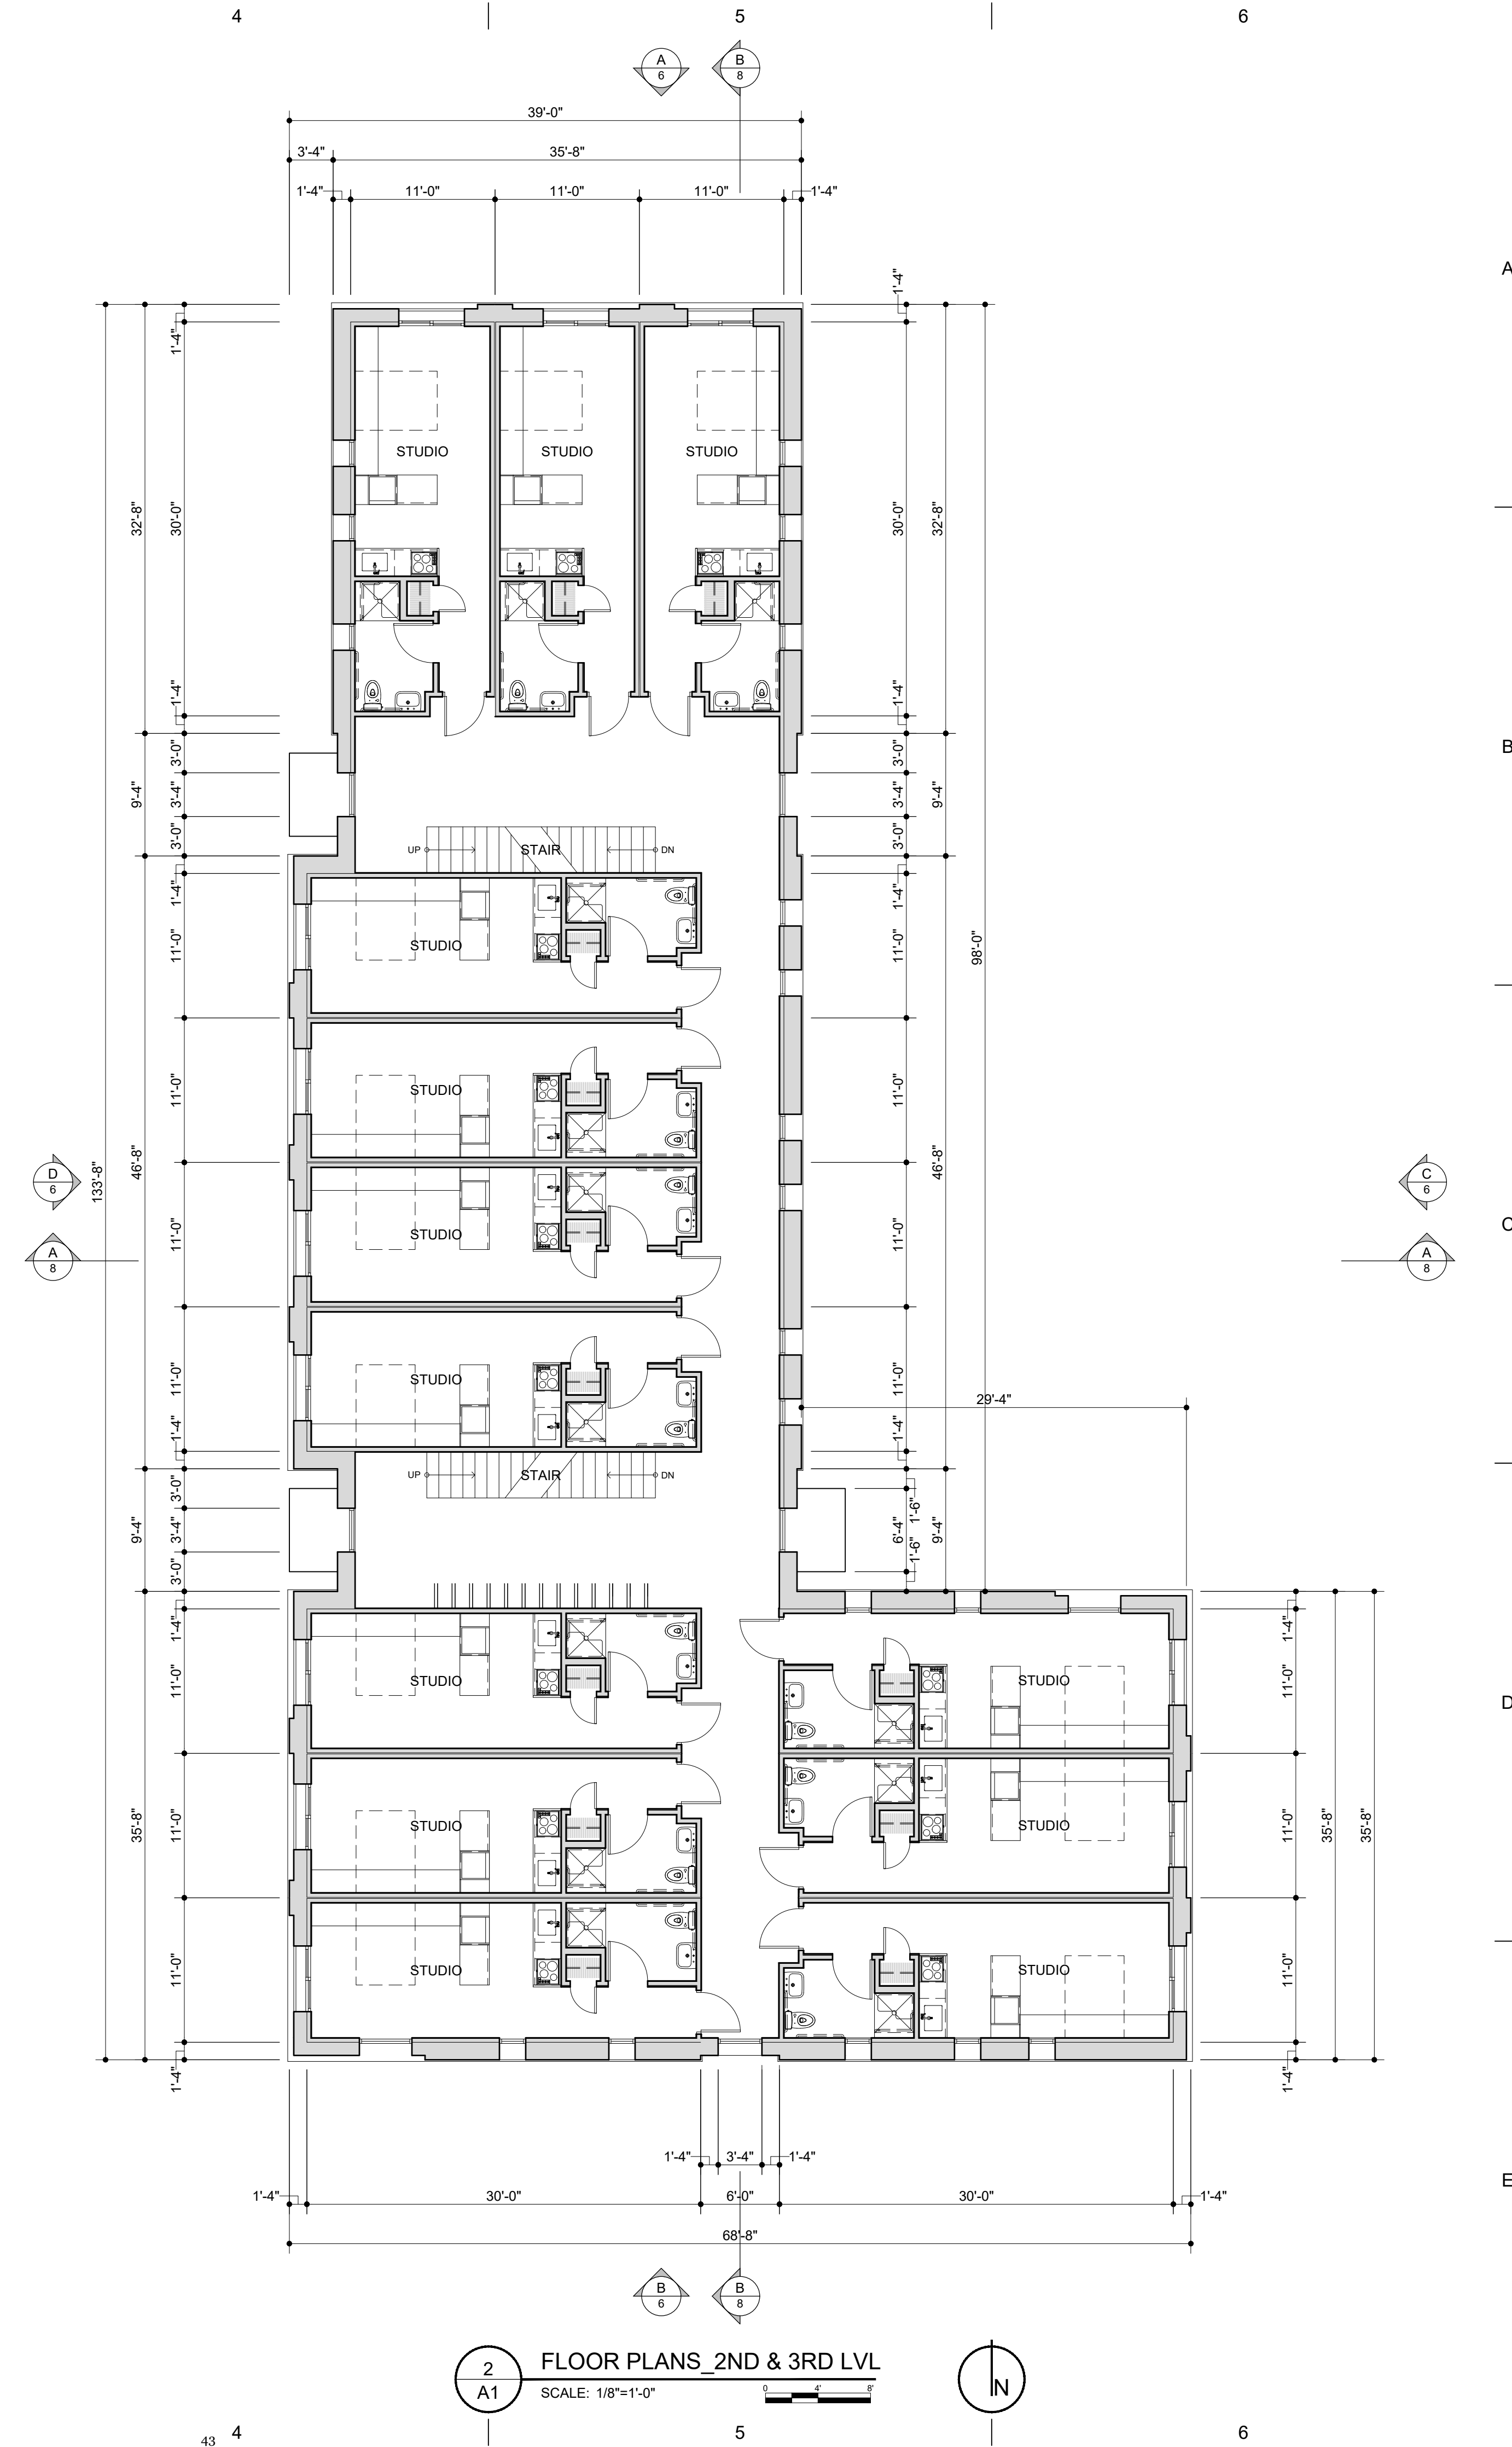 4 5 6
A
6
B
8
39'-0"
3'-4" 35'-8"
1'-4" 11'-0" 11'-0" 11'-0" 1'-4"
A
1'-4"
1'-4"
STUDIO STUDIO STUDIO
32'-8" 30'-0" 30'-0" 32'-8"
1'-4" 1'-4"
B
3'-0" 3'-0"
9'-4" 3'-4" 3'-4" 9'-4"
3'-0" 3'-0"
UP STAIR DN
1'-4" 1'-4"
11'-0" STUDIO 11'-0" 98'-0"
11'-0" STUDIO 11'-0"
D
6
133'-8" 46'-8" 46'-8"
C
6
11'-0" STUDIO 11'-0"
C
A
8
A
8
11'-0" STUDIO 11'-0"
29'-4"
1'-4" 1'-4"
UP STAIR DN
3'-0" 1'-6"
9'-4" 3'-4" 6'-4" 9'-4"
3'-0" 1'-6"
1'-4" 1'-4"
11'-0" STUDIO STUDIO 11'-0"
D
35'-8" 11'-0" STUDIO STUDIO 11'-0" 35'-8" 35'-8"
11'-0" STUDIO STUDIO 11'-0"
1'-4" 1'-4"
1'-4" 3'-4" 1'-4"
E
1'-4" 30'-0" 6'-0" 30'-0" 1'-4"
68'-8"
B
6
B
8
2
A1
FLOOR PLANS_2ND & 3RD LVL
SCALE: 1/8"=1'-0"
0 4' 8'
N
43
4 5 6